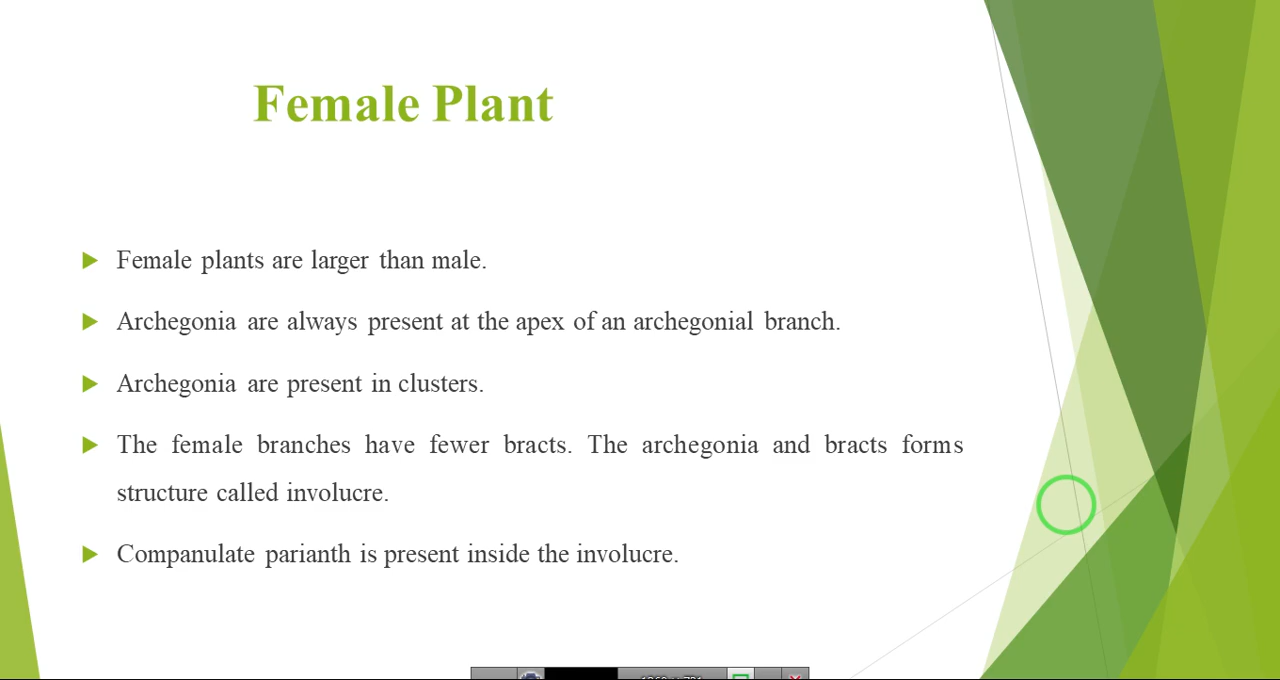 Female Plant
Female plants are larger than male.
Archegonia are always present at the apex of an archegonial branch.
Archegonia are present in clusters.
The female branches have fewer bracts. The archegonia and bracts forms
structure called involucre.
Companulate parianth is present inside the involucre.